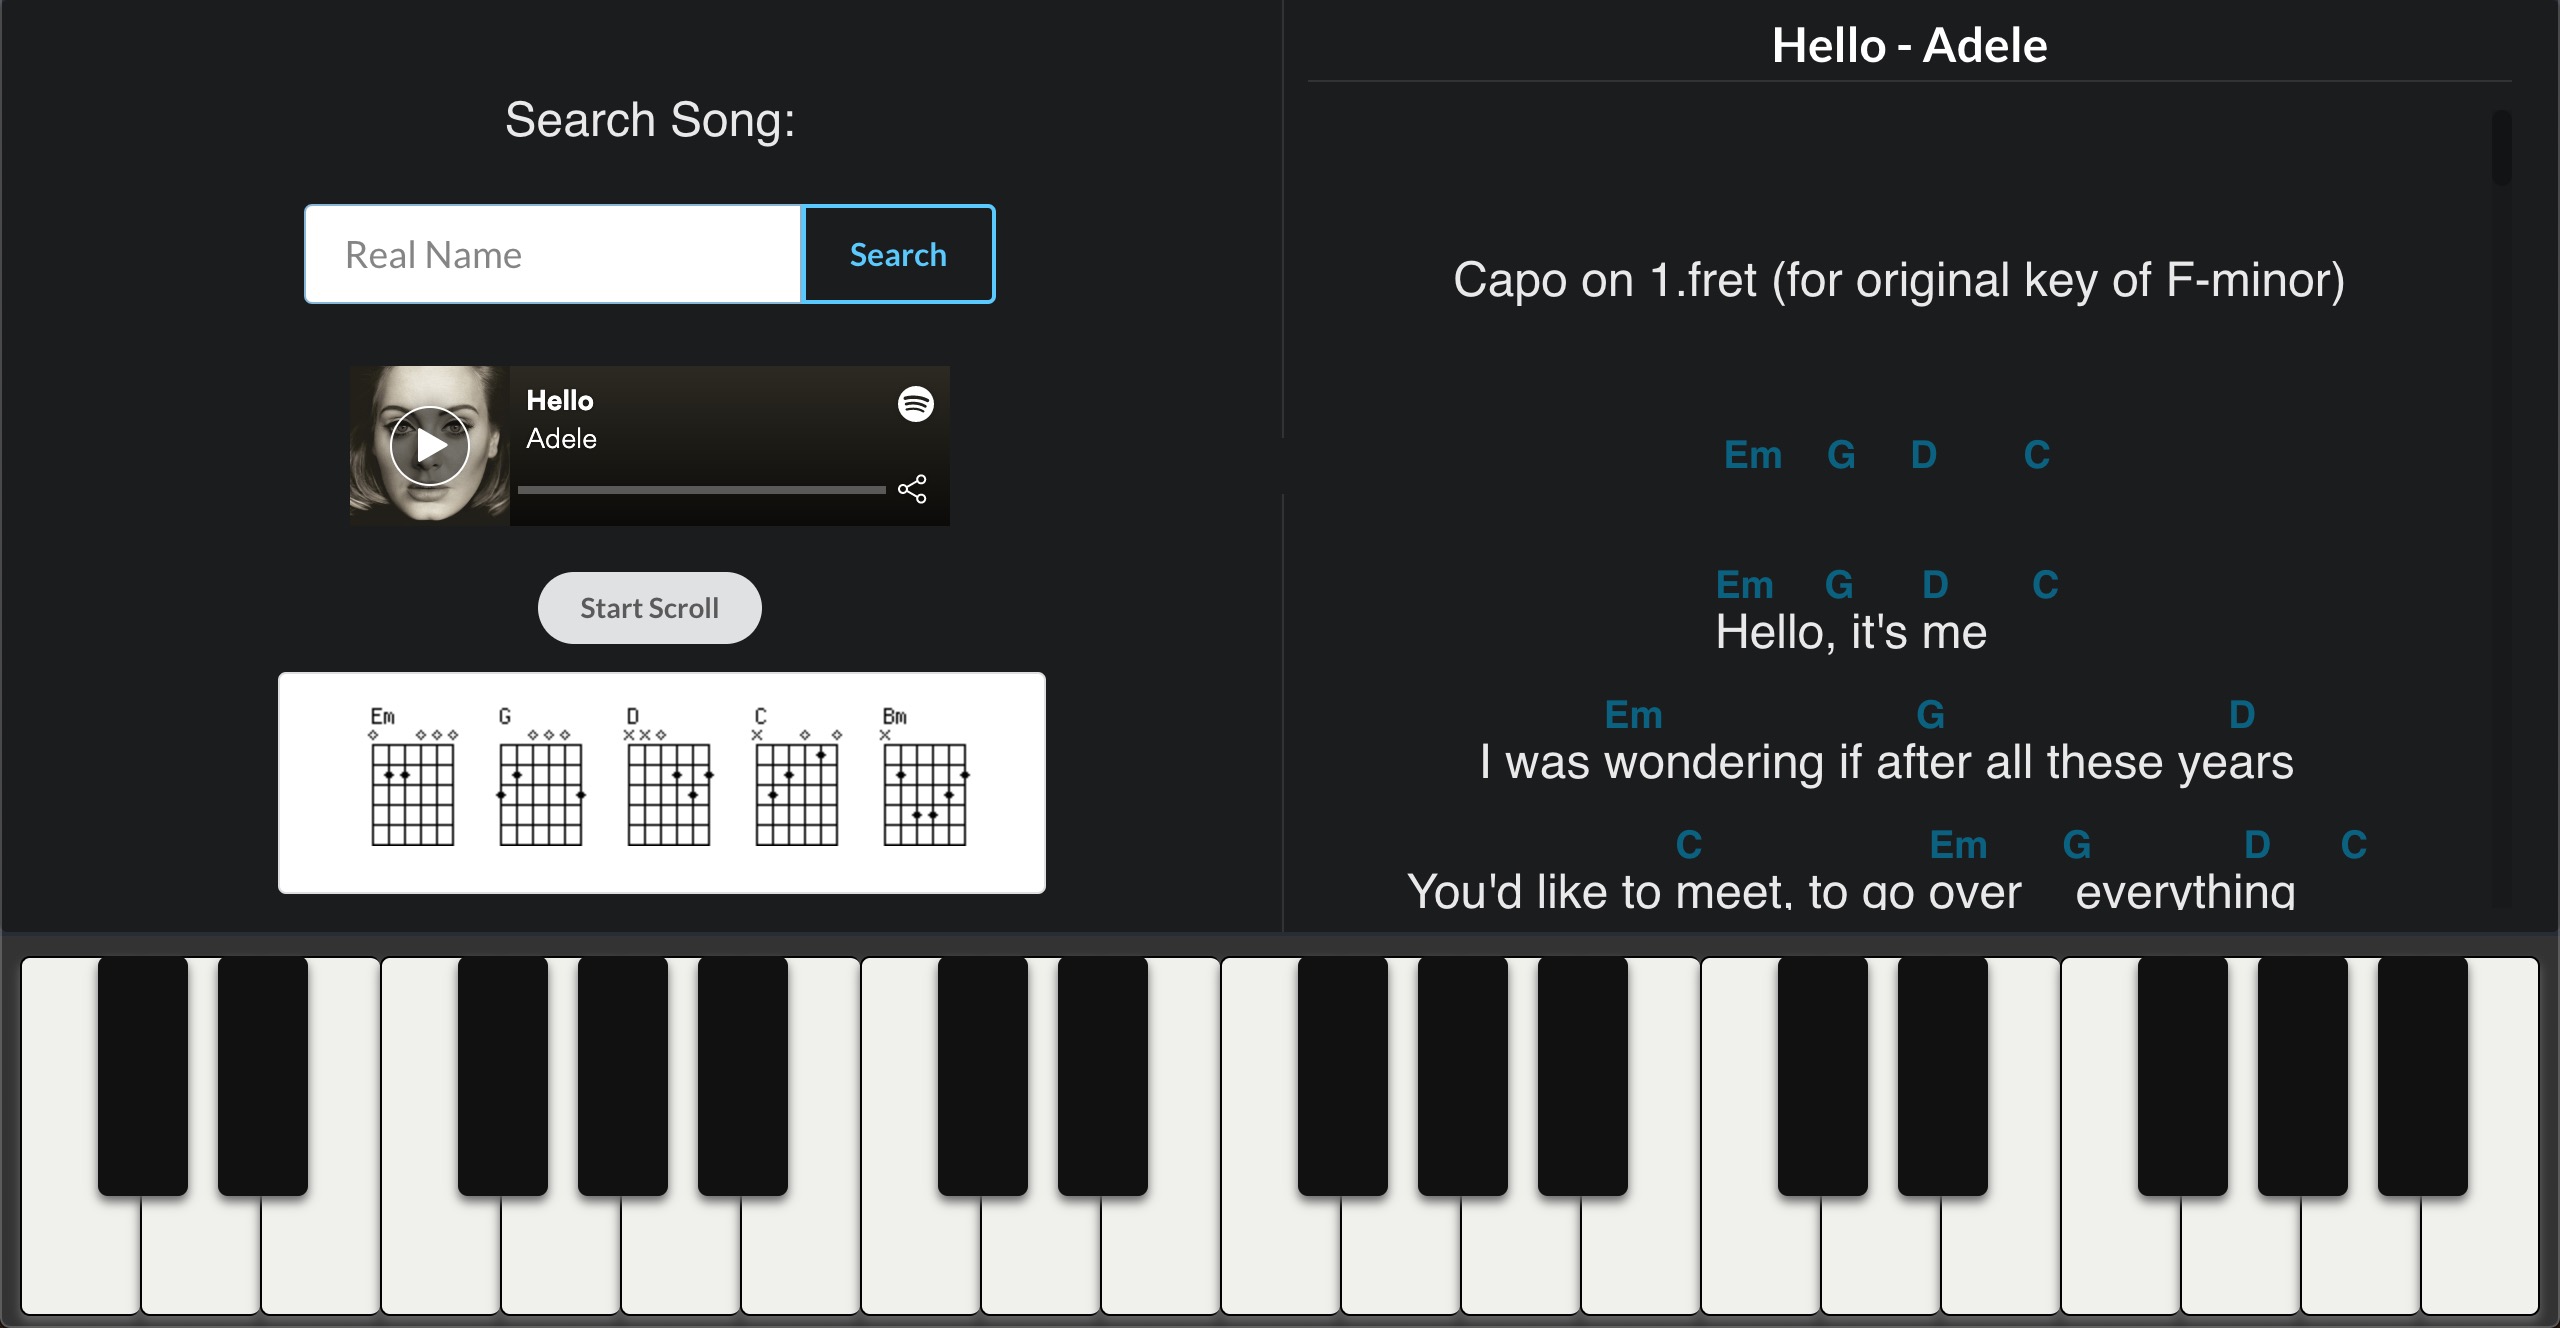 Search Song:
Real Name
Search
Hello
Adele
Start Scroll
Em G D C Bm
Hello - Adele
Capo on 1.fret (for original key of F-minor)
Em G D C
Em G D C
Hello, it's me
Em G D
I was wondering if after all these years
C Em G D C
You'd like to meet, to go over everything